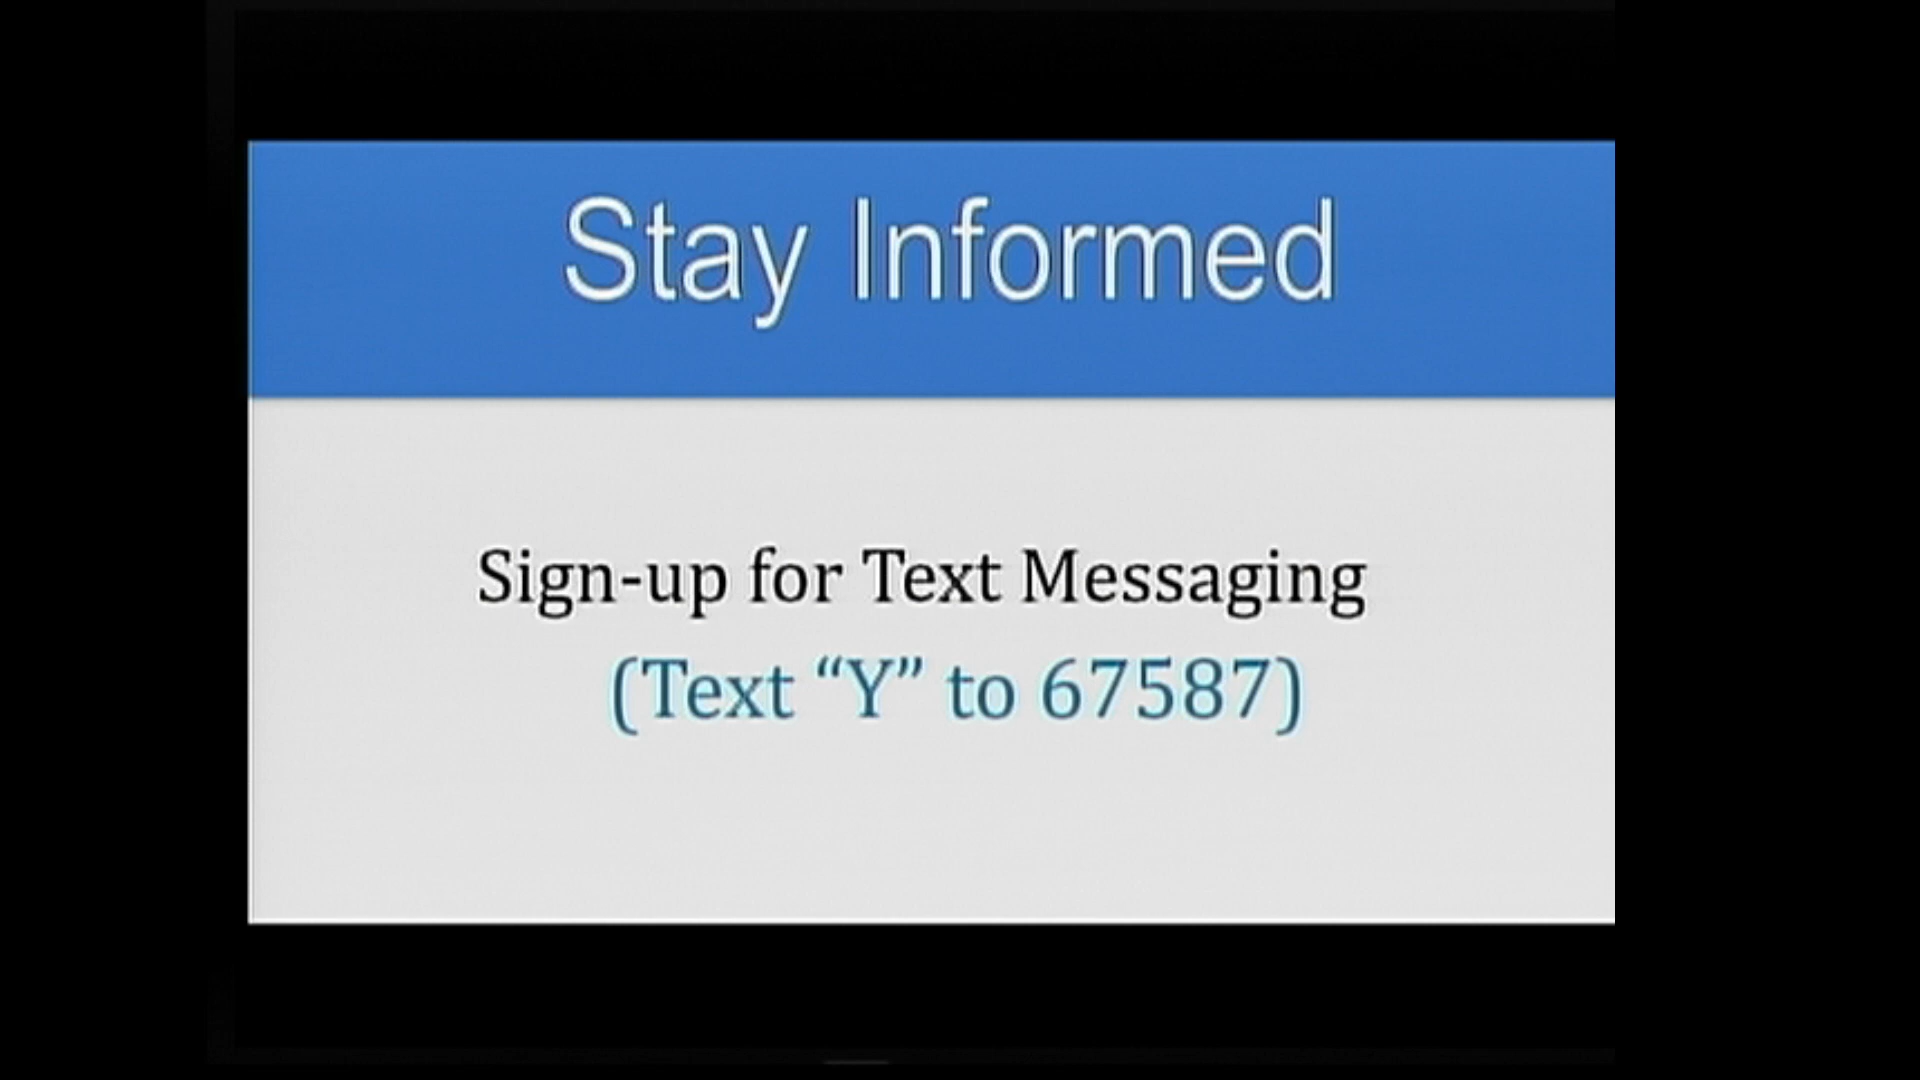 Stay Informed
Sign-up for Text Messaging
(Text “Y” to 67587)